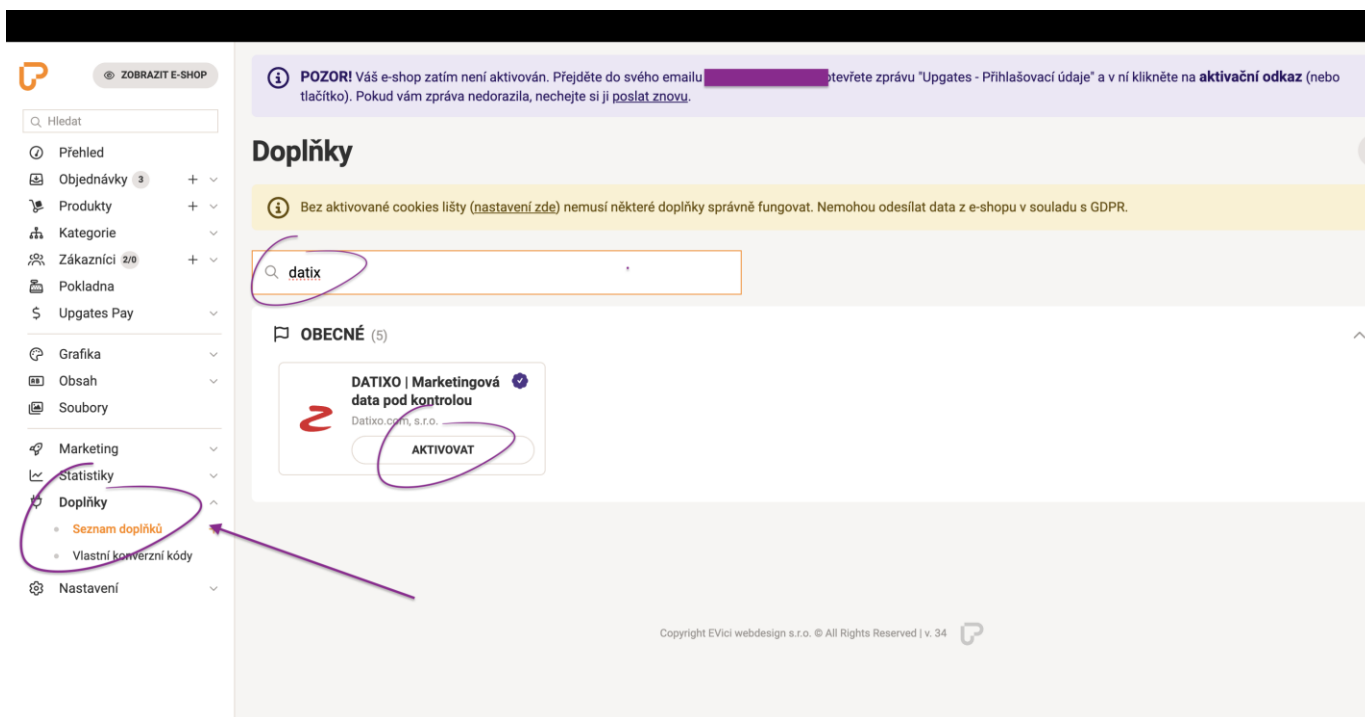 ZOBRAZIT E-SHOP
Hledat
Přehled
Objednávky 3
Produkty
Kategorie
Zákazníci 2/0
Pokladna
Upgates Pay
Grafika
Obsah
Soubory
Marketing
Statistiky
Doplňky
Seznam doplňků
Vlastní konverzní kódy
Nastavení
POZOR! Váš e-shop zatím není aktivován. Přejděte do svého emailu otevřete zprávu "Upgates - Přihlašovací údaje" a v ní klikněte na aktivační odkaz (nebo
tlačítko). Pokud vám zpráva nedorazila, nechejte si ji poslat znovu.
Doplňky
Bez aktivované cookies lišty (nastavení zde) nemusí některé doplňky správně fungovat. Nemohou odesílat data z e-shopu v souladu s GDPR.
datix
OBECNÉ (5)
DATIXO | Marketingová
data pod kontrolou
Datixo.com, s.r.o.
AKTIVOVAT
Copyright EVici webdesign s.r.o. © All Rights Reserved | v. 34